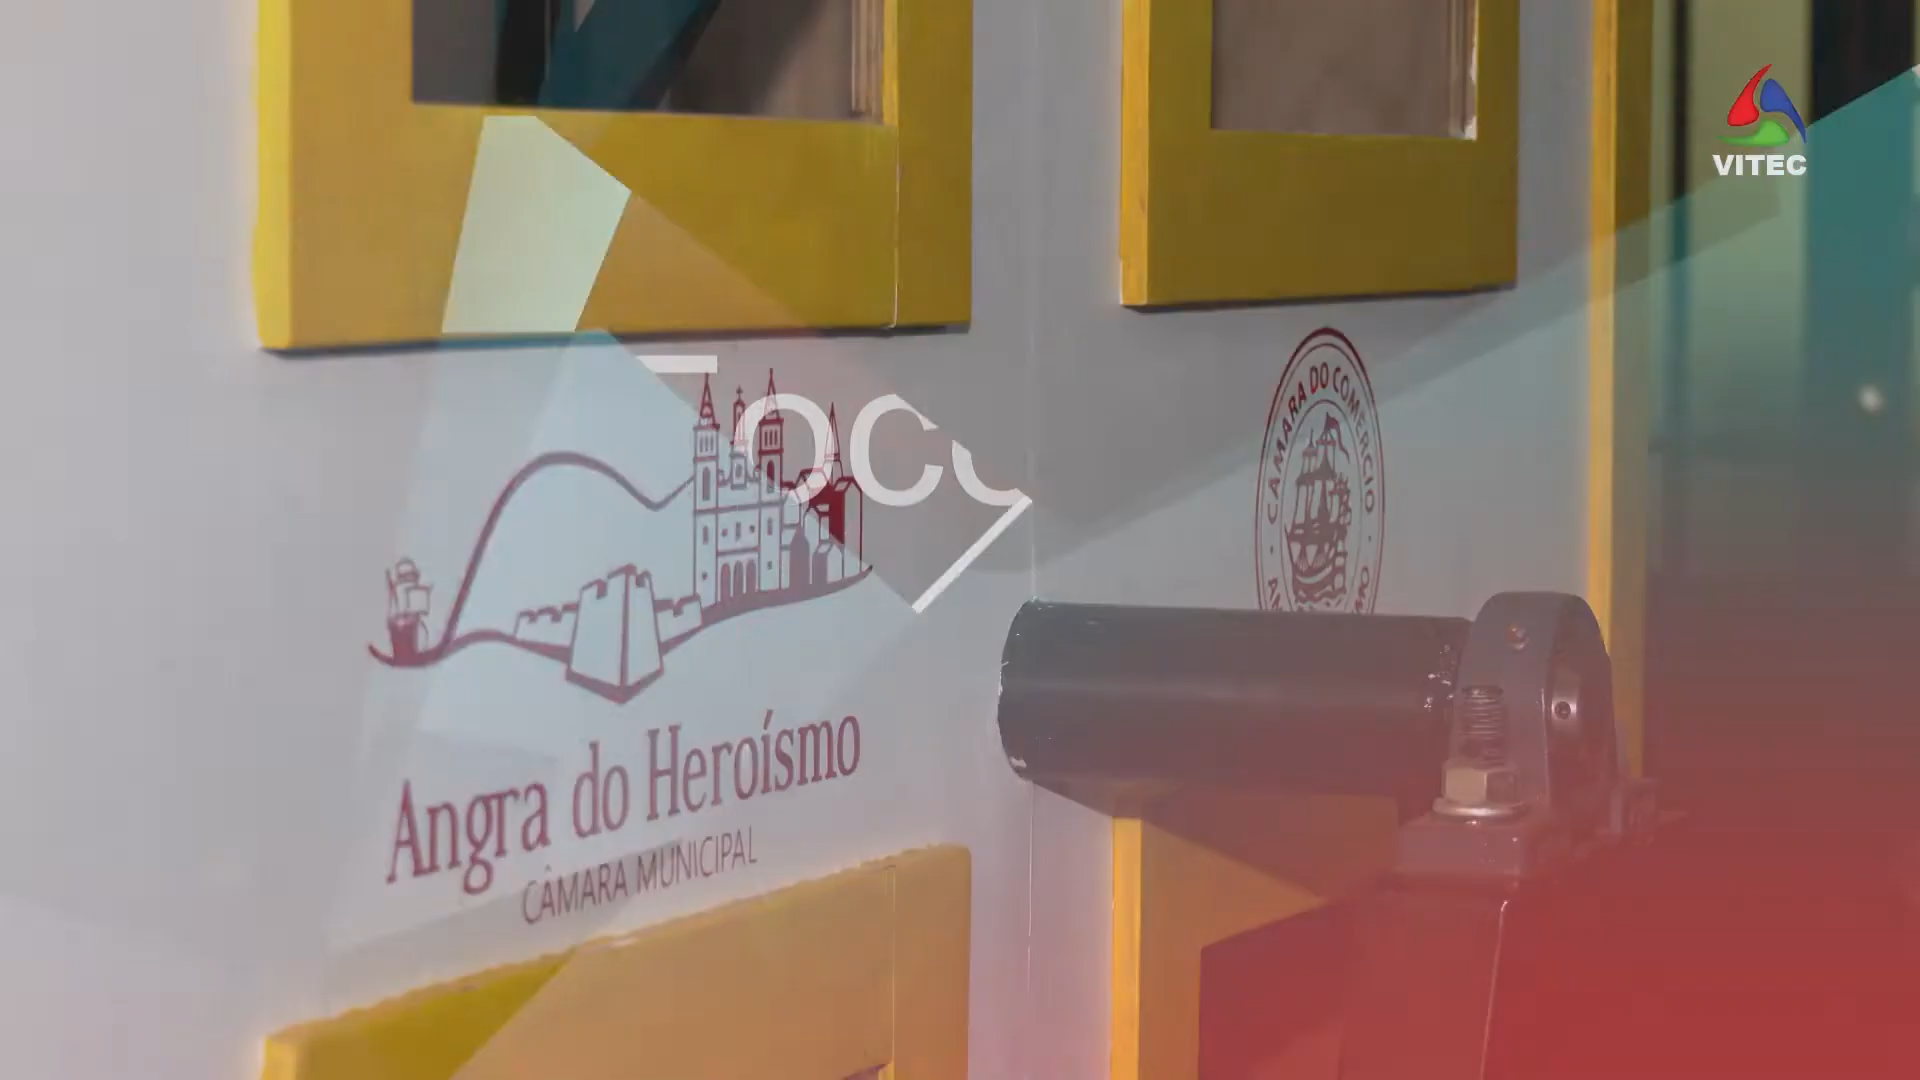 VITEC
CÂMARA DO COMÉRCIO
Angra do Heroísmo
CÂMARA MUNICIPAL